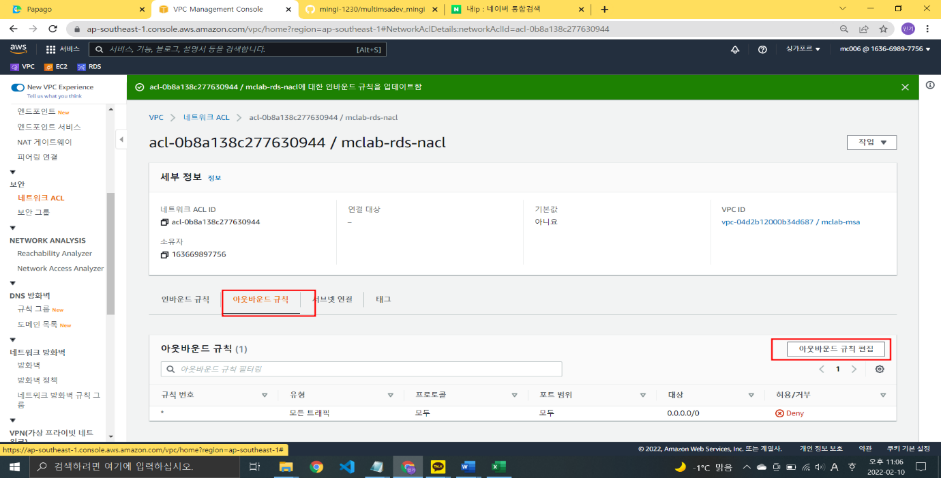 Papago
VPC Management Console
mingi-1230/multimsadev_mingi
내np : 네이버 통합검색
ap-southeast-1.console.aws.amazon.com/vpc/home?region=ap-southeast-1#NetworkAclDetails:networkAclId=acl-0b8a138c277630944
aws
서비스
서비스, 기능, 블로그, 설명서 등을 검색합니다.
[Alt+S]
싱가포르
mc006 @ 1636-6989-7756
VPC
EC2
RDS
New VPC Experience
Tell us what you think
엔드포인트 New
엔드포인트 서비스
NAT 게이트웨이
피어링 연결
보안
네트워크 ACL
보안 그룹
NETWORK ANALYSIS
Reachability Analyzer
Network Access Analyzer
DNS 방화벽
규칙 그룹 New
도메인 목록 New
네트워크 방화벽
방화벽
방화벽 정책
네트워크 방화벽 규칙 그
룹
VPN(가상 프라이빗 네트
워크)
acl-0b8a138c277630944 / mclab-rds-nacl에 대한 인바운드 규칙을 업데이트함
VPC
네트워크 ACL
acl-0b8a138c277630944 / mclab-rds-nacl
acl-0b8a138c277630944 / mclab-rds-nacl
작업
세부 정보 정보
네트워크 ACL ID
acl-0b8a138c277630944
연결 대상
–
기본값
아니요
VPC ID
vpc-04d2b12000b34d687 / mclab-msa
소유자
163669897756
인바운드 규칙
아웃바운드 규칙
서브넷 연결
태그
아웃바운드 규칙 (1)
아웃바운드 규칙 편집
아웃바운드 규칙 필터링
1
규칙 번호
유형
프로토콜
포트 범위
대상
허용/거부
*
모든 트래픽
모두
모두
0.0.0.0/0
Deny
https://ap-southeast-1.console.aws.amazon.com/vpc/home?region=ap-southeast-1#
© 2022, Amazon Web Services, Inc. 또는 계열사.
개인 정보 보호
약관
쿠키 기본 설정
검색하려면 여기에 입력하십시오.
-1°C 맑음
A
오후 11:06
2022-02-10